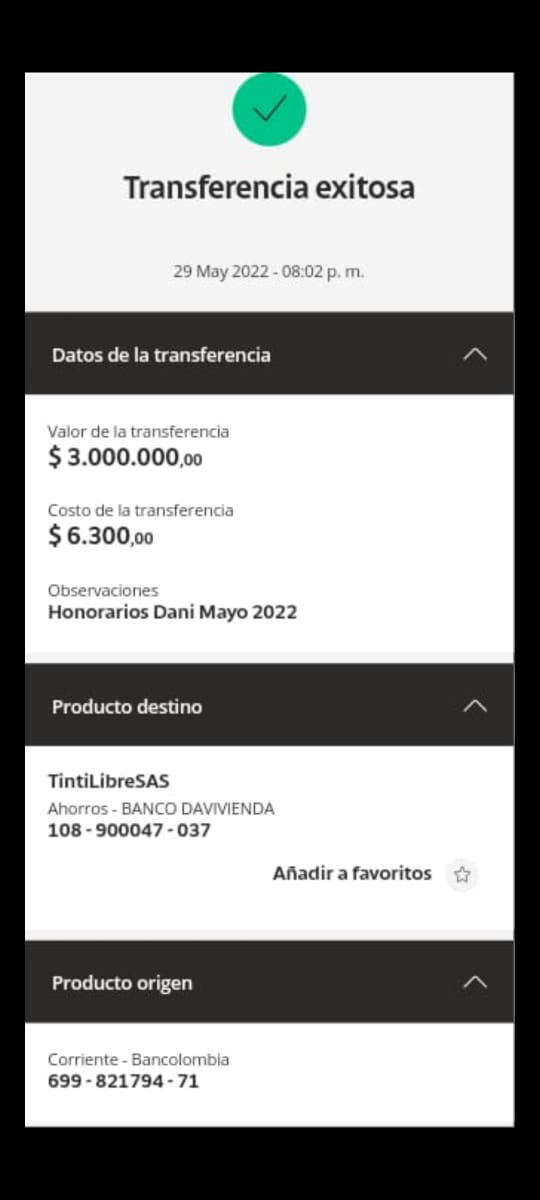 Transferencia exitosa
29 May 2022 - 08:02 p. m.
Datos de la transferencia
Valor de la transferencia
$ 3.000.000,00
Costo de la transferencia
$ 6.300,00
Observaciones
Honorarios Dani Mayo 2022
Producto destino
TintiLibreSAS
Ahorros - BANCO DAVIVIENDA
108 - 900047 - 037
Añadir a favoritos
Producto origen
Corriente - Bancolombia
699 - 821794 - 71